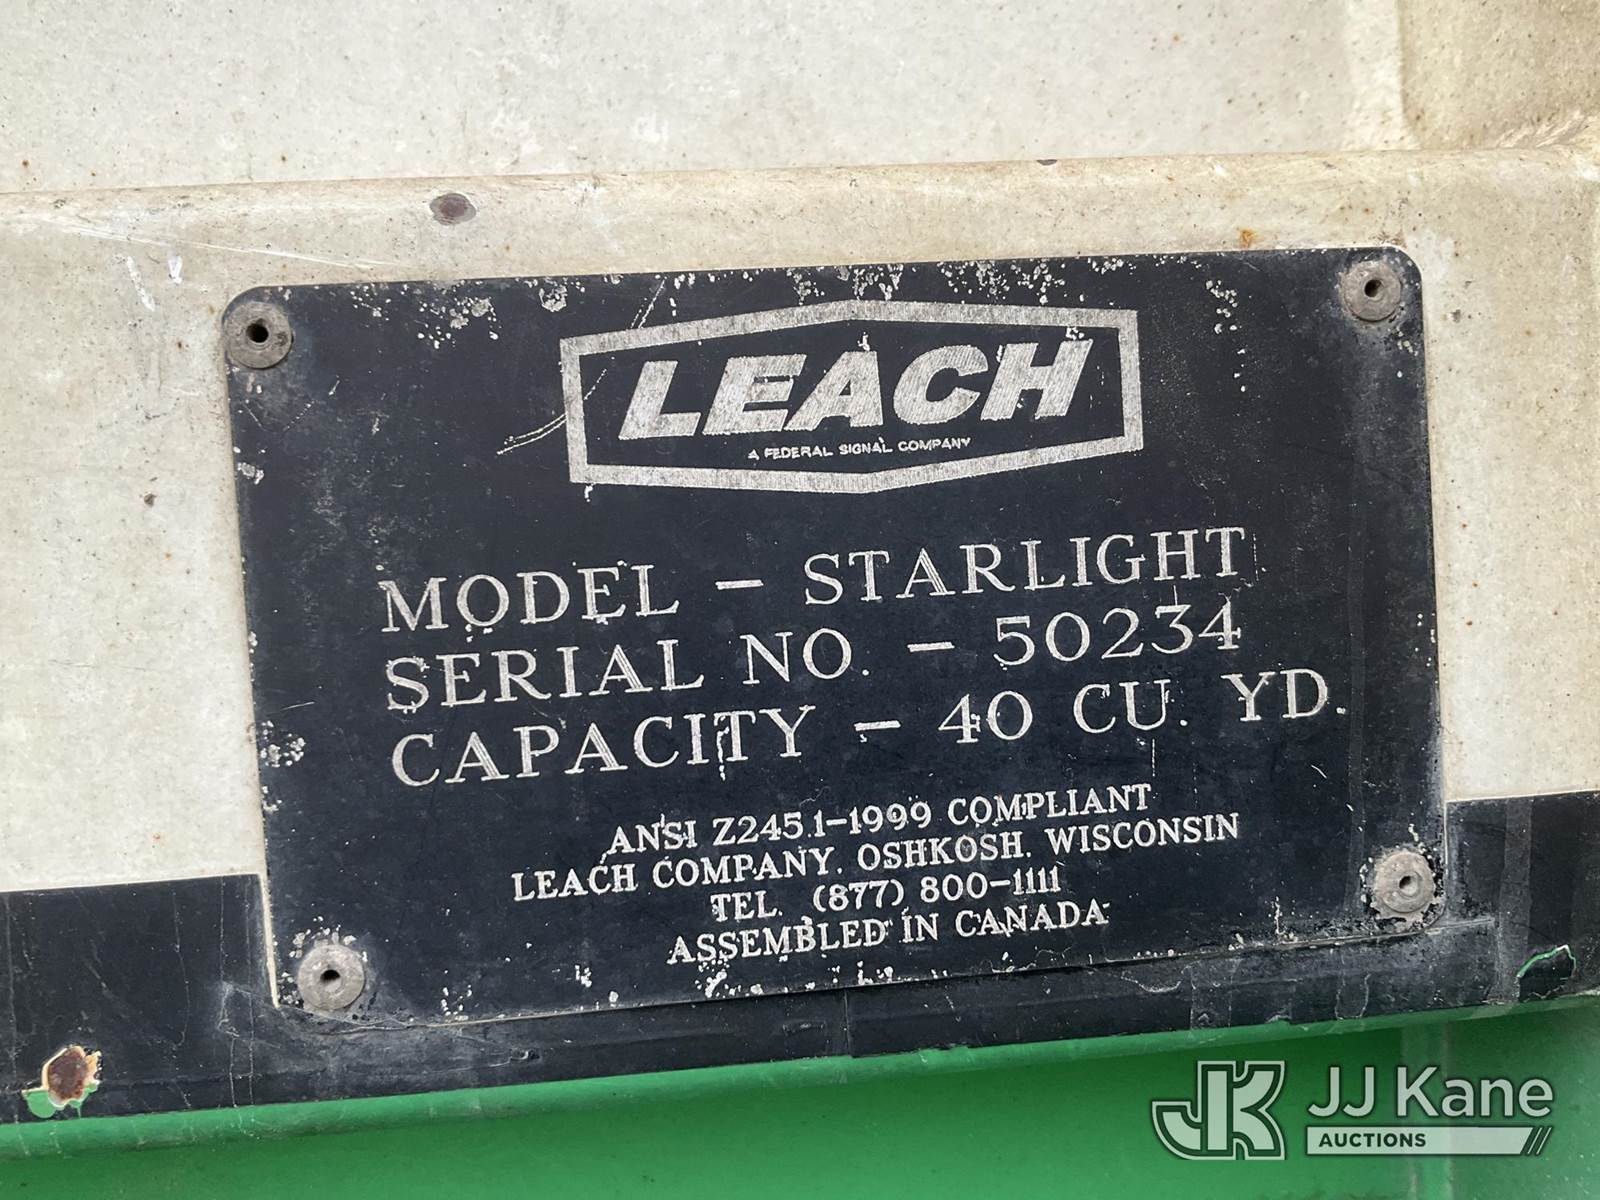 LEACH
A FEDERAL SIGNAL COMPANY
MODEL - STARLIGHT
SERIAL NO. - 50234
CAPACITY - 40 CU. YD.
ANSI Z245.1-1999 COMPLIANT
LEACH COMPANY, OSHKOSH, WISCONSIN
TEL. (877) 800-1111
ASSEMBLED IN CANADA
JK JJ Kane
AUCTIONS